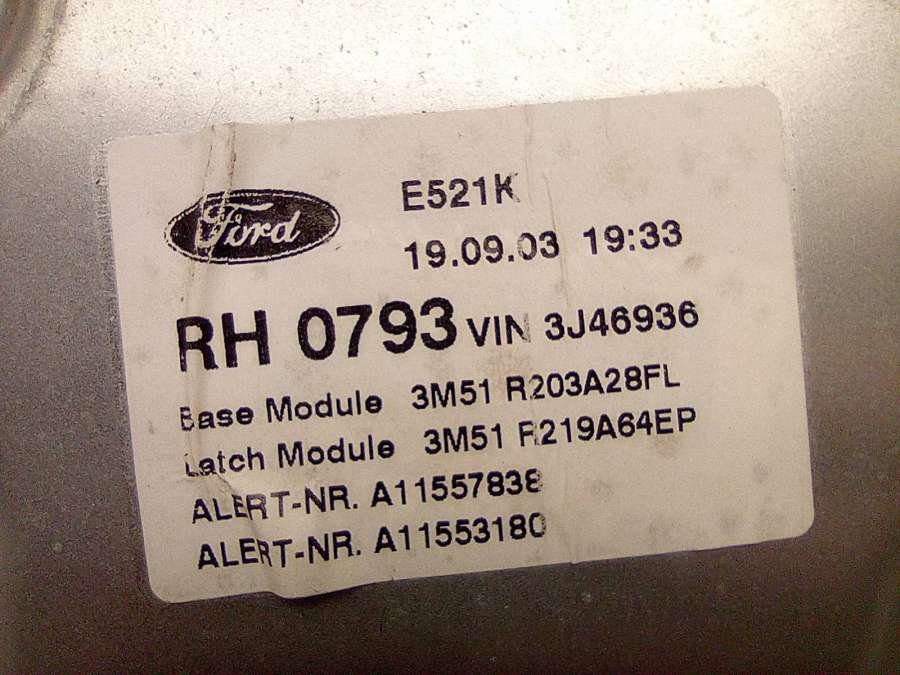 Ford
E521K
19.09.03 19:33
RH 0793 VIN 3J46936
Base Module 3M51 R203A28FL
Latch Module 3M51 R219A64EP
ALERT-NR. A11557838
ALERT-NR. A11553180